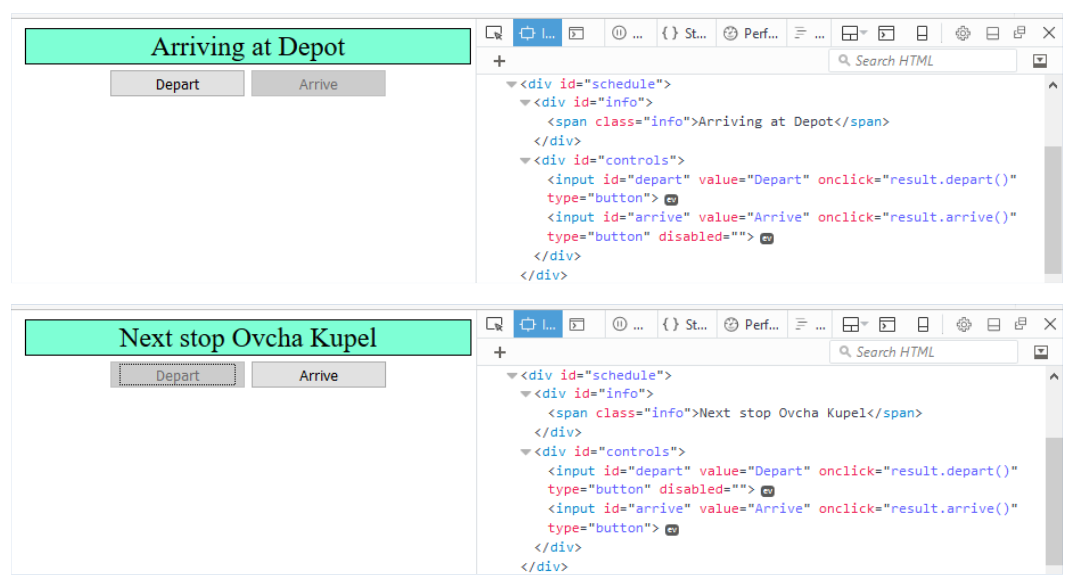 Arriving at Depot
Depart Arrive
I... ... { } St... Perf... ...
+ Search HTML
<div id="schedule">
<div id="info">
<span class="info">Arriving at Depot</span>
</div>
<div id="controls">
<input id="depart" value="Depart" onclick="result.depart()"
type="button"> ev
<input id="arrive" value="Arrive" onclick="result.arrive()"
type="button" disabled=""> ev
</div>
</div>
Next stop Ovcha Kupel
Depart Arrive
I... ... { } St... Perf... ...
+ Search HTML
<div id="schedule">
<div id="info">
<span class="info">Next stop Ovcha Kupel</span>
</div>
<div id="controls">
<input id="depart" value="Depart" onclick="result.depart()"
type="button" disabled=""> ev
<input id="arrive" value="Arrive" onclick="result.arrive()"
type="button"> ev
</div>
</div>